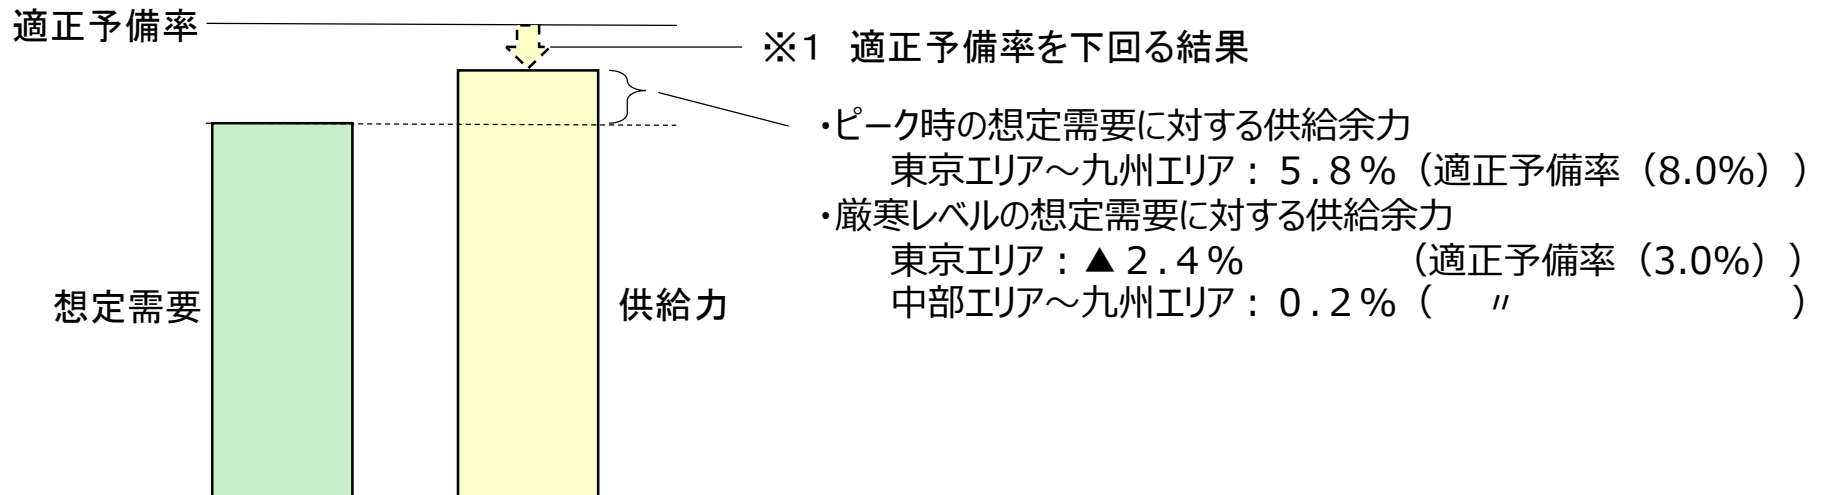 適正予備率
※1 適正予備率を下回る結果
・ピーク時の想定需要に対する供給余力
東京エリア～九州エリア：５.８％（適正予備率（8.0%））
・厳寒レベルの想定需要に対する供給余力
東京エリア：▲２.４％　　　　（適正予備率（3.0%））
中部エリア～九州エリア：０.２％（　〃　　　　　　）
想定需要
供給力